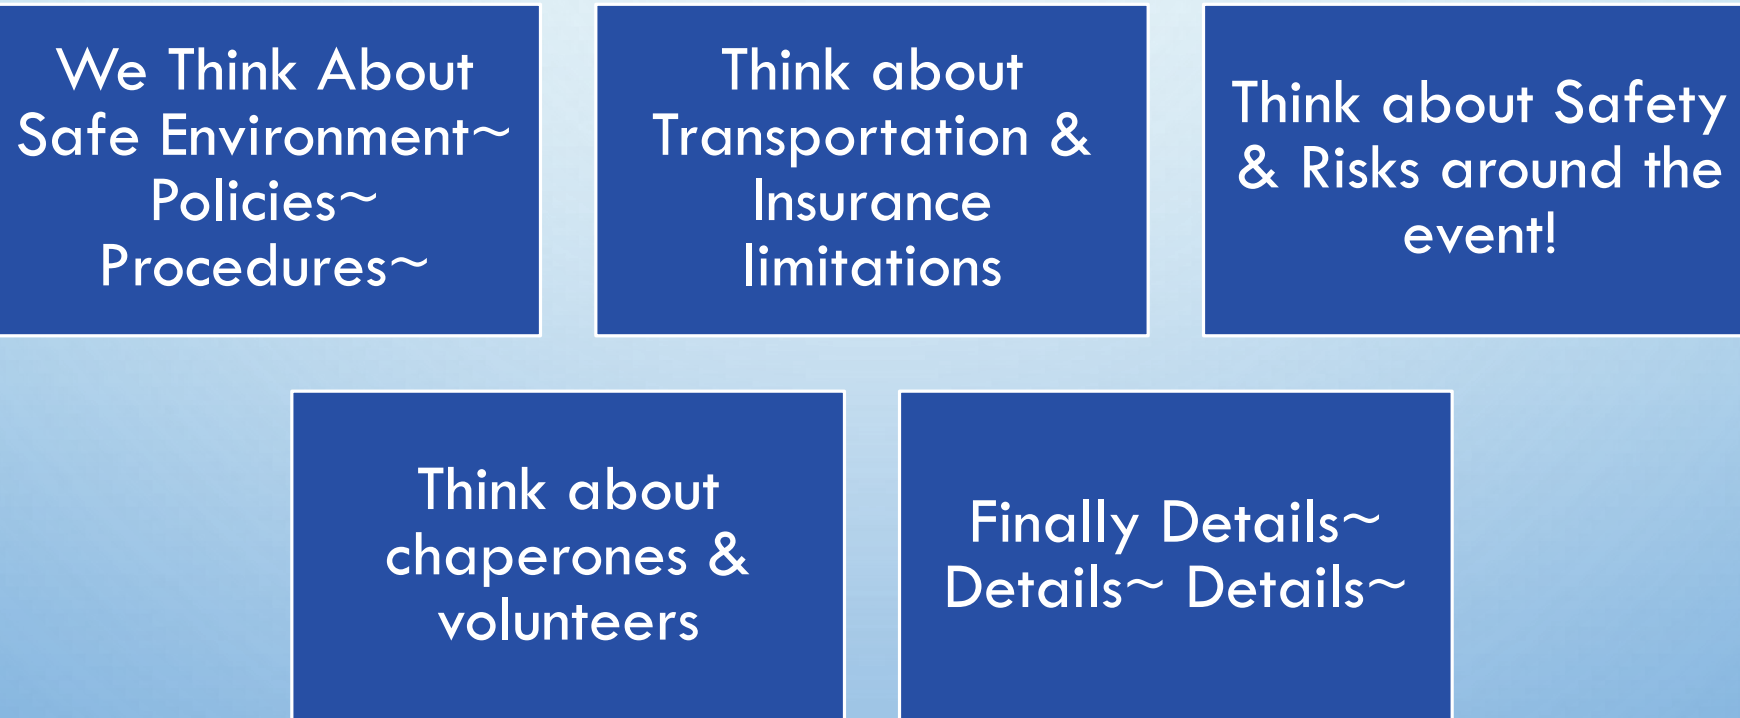 We Think About
Safe Environment~
Policies~
Procedures~
Think about
Transportation &
Insurance
limitations
Think about Safety
& Risks around the
event!
Think about
chaperones &
volunteers
Finally Details~
Details~ Details~